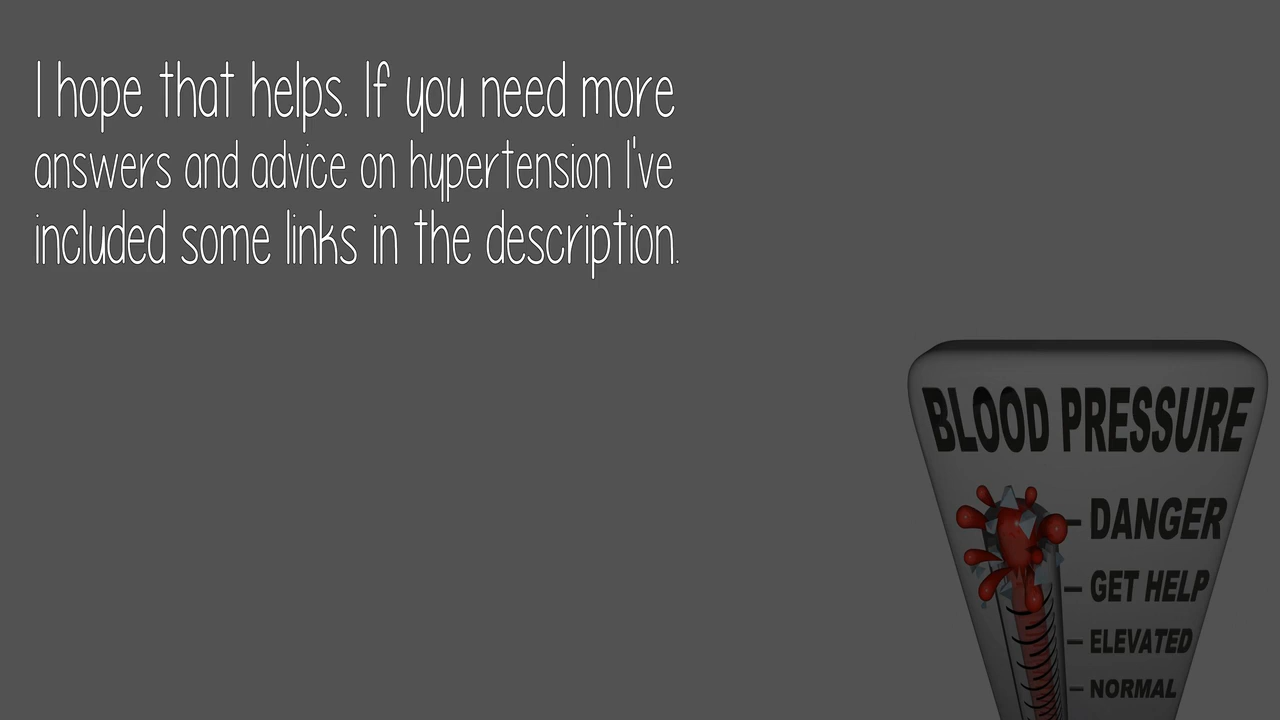 I hope that helps. If you need more
answers and advice on hypertension I've
included some links in the description.
BLOOD PRESSURE
DANGER
GET HELP
ELEVATED
NORMAL